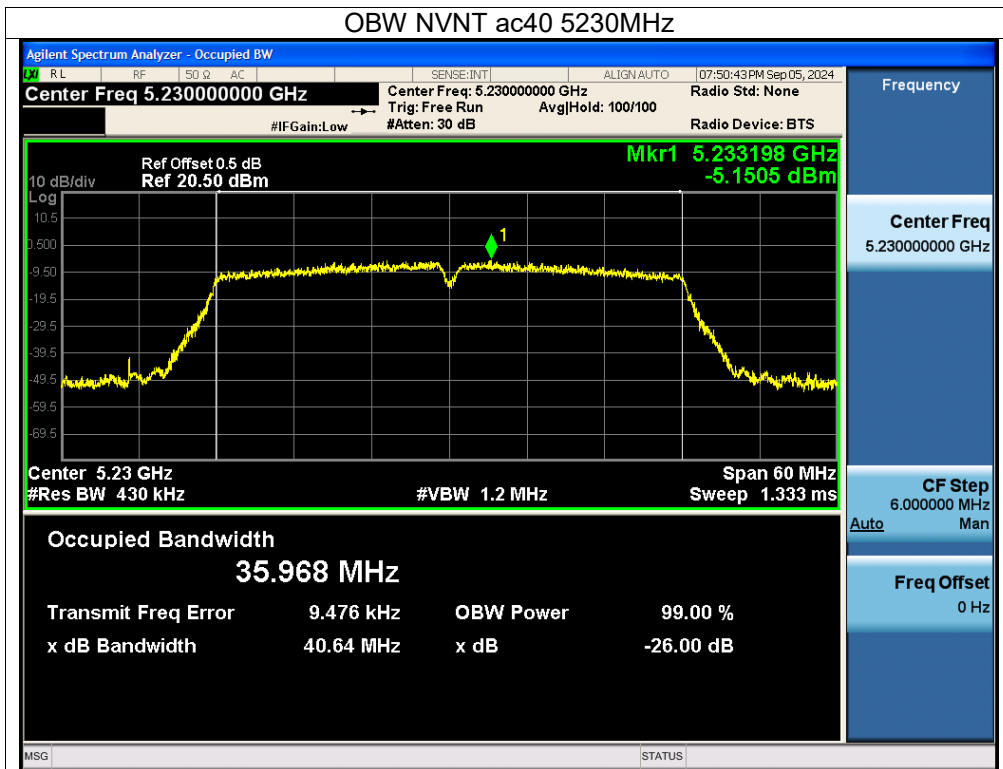 OBW NVNT ac40 5230MHz
Agilent Spectrum Analyzer - Occupied BW
LXI RL RF 50 Ω AC SENSE:INT ALIGN AUTO 07:50:43 PM Sep 05, 2024
Center Freq 5.230000000 GHz Center Freq: 5.230000000 GHz Radio Std: None
Trig: Free Run Avg|Hold: 100/100
#IFGain:Low #Atten: 30 dB Radio Device: BTS
Frequency
Mkr1 5.233198 GHz
-5.1505 dBm
Ref Offset 0.5 dB
10 dB/div Ref 20.50 dBm
Log
10.5
0.500
-9.50
-19.5
-29.5
-39.5
-49.5
-59.5
-69.5
1
Center 5.23 GHz Span 60 MHz
#Res BW 430 kHz #VBW 1.2 MHz Sweep 1.333 ms
Center Freq
5.230000000 GHz
CF Step
6.000000 MHz
Auto Man
Freq Offset
0 Hz
Occupied Bandwidth
35.968 MHz
Transmit Freq Error 9.476 kHz OBW Power 99.00 %
x dB Bandwidth 40.64 MHz x dB -26.00 dB
MSG STATUS